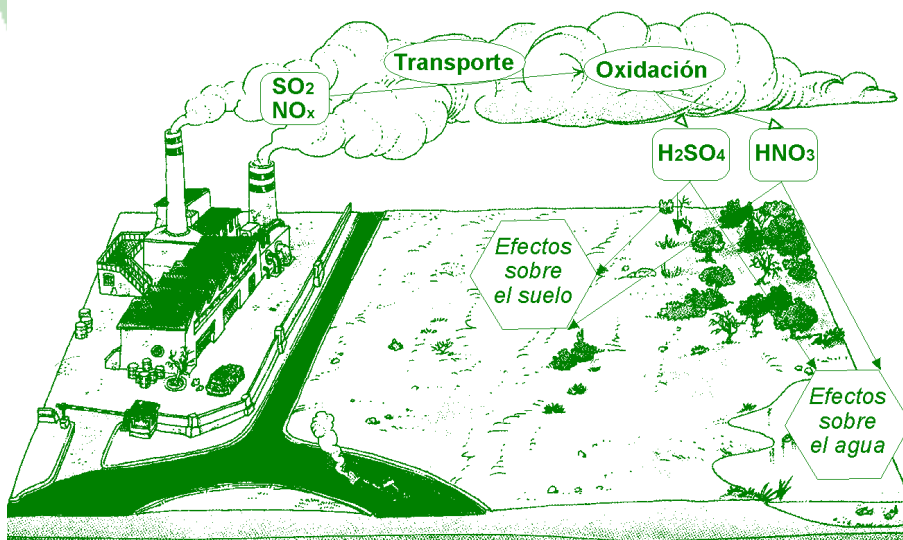 Transporte
Oxidación
SO₂
NOₓ
H₂SO₄
HNO₃
Efectos
sobre
el suelo
Efectos
sobre
el agua